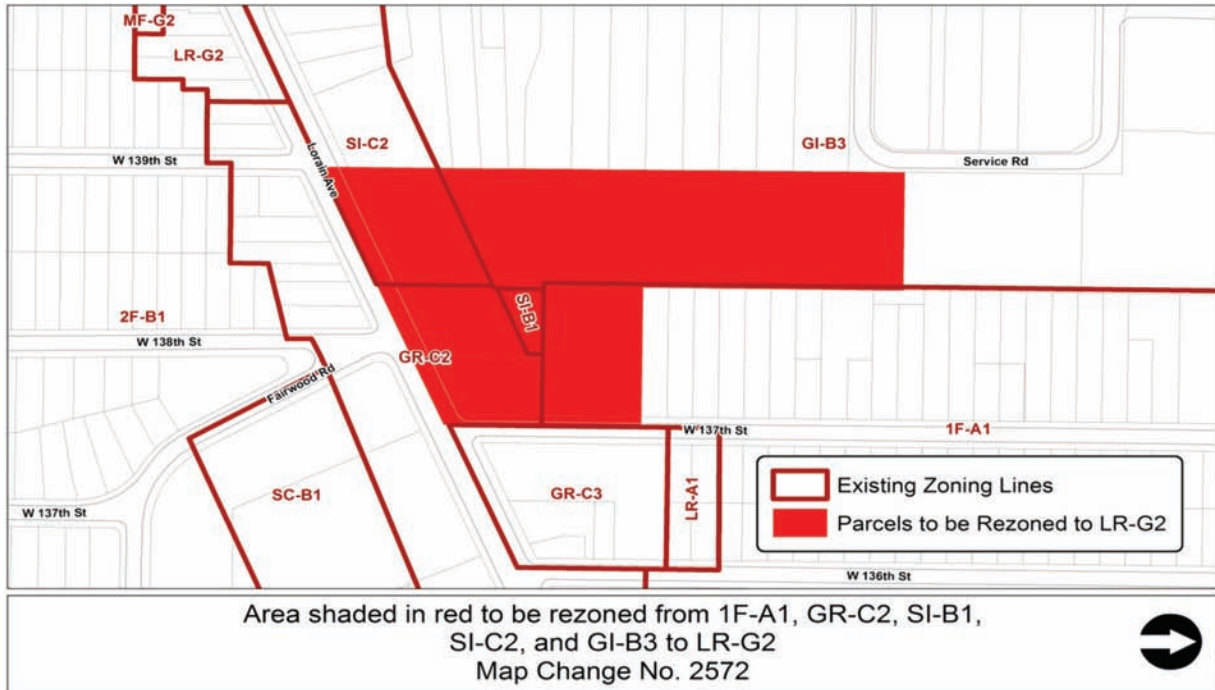 MF-G2
LR-G2
SI-C2
GI-B3
W 139th St
Lorain Ave
Service Rd
2F-B1
SI-B1
W 138th St
GR-C2
Fairwood Rd
W 137th St
1F-A1
SC-B1
GR-C3
LR-A1
W 137th St
W 136th St
Existing Zoning Lines
Parcels to be Rezoned to LR-G2
Area shaded in red to be rezoned from 1F-A1, GR-C2, SI-B1,
SI-C2, and GI-B3 to LR-G2
Map Change No. 2572